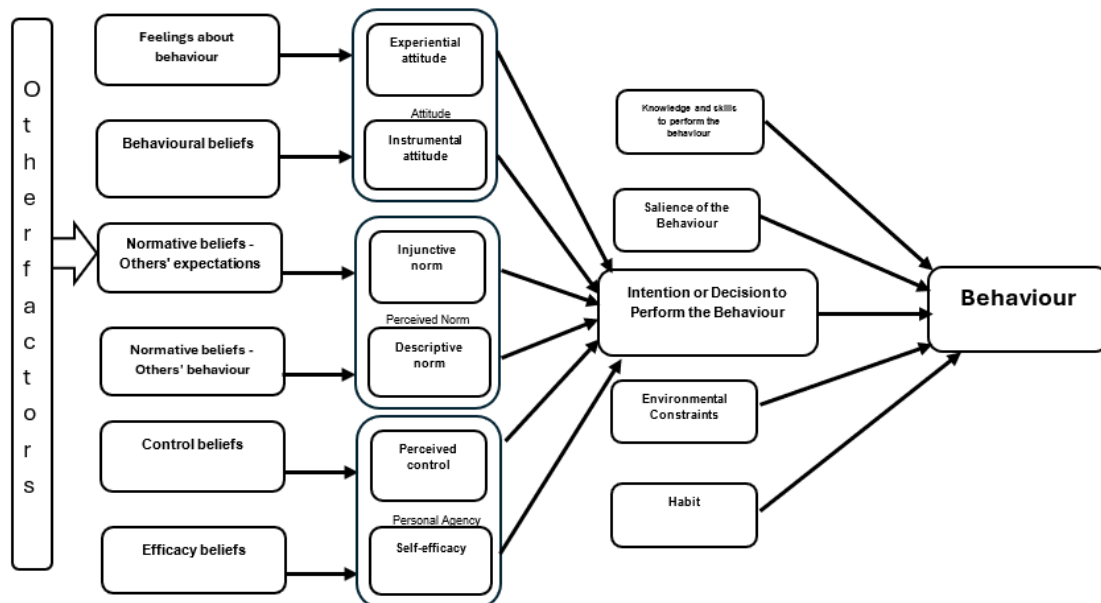 Other factors
Feelings about
behaviour
Behavioural beliefs
Normative beliefs -
Others' expectations
Normative beliefs -
Others' behaviour
Control beliefs
Efficacy beliefs
Experiential
attitude
Attitude
Instrumental
attitude
Injunctive
norm
Perceived Norm
Descriptive
norm
Perceived
control
Personal Agency
Self-efficacy
Knowledge and skills
to perform the
behaviour
Salience of the
Behaviour
Intention or Decision to
Perform the Behaviour
Environmental
Constraints
Habit
Behaviour